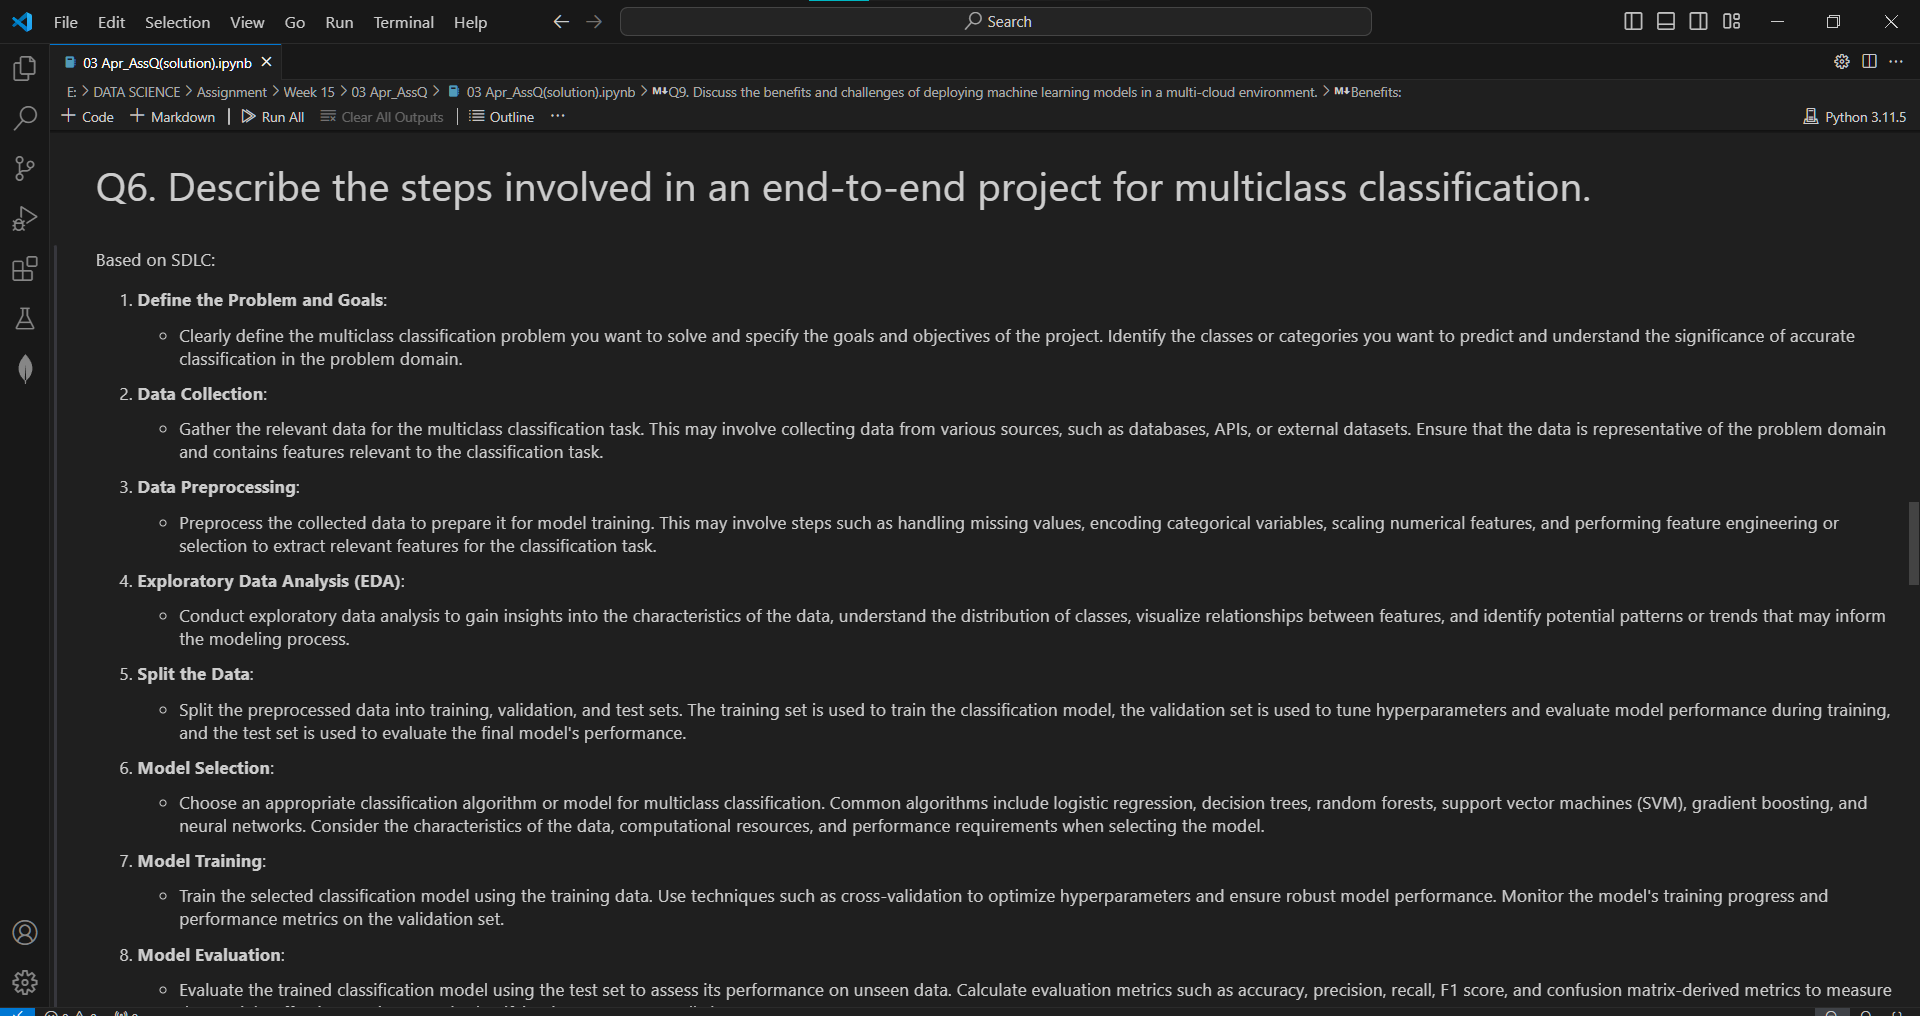 File Edit Selection View Go Run Terminal Help
Search
03 Apr_AssQ(solution).ipynb
E: > DATA SCIENCE > Assignment > Week 15 > 03 Apr_AssQ > 03 Apr_AssQ(solution).ipynb > M↓Q9. Discuss the benefits and challenges of deploying machine learning models in a multi-cloud environment. > M↓Benefits:
+ Code + Markdown | Run All Clear All Outputs | Outline ···
Python 3.11.5
Q6. Describe the steps involved in an end-to-end project for multiclass classification.
Based on SDLC:
1. Define the Problem and Goals:
◦ Clearly define the multiclass classification problem you want to solve and specify the goals and objectives of the project. Identify the classes or categories you want to predict and understand the significance of accurate
classification in the problem domain.
2. Data Collection:
◦ Gather the relevant data for the multiclass classification task. This may involve collecting data from various sources, such as databases, APIs, or external datasets. Ensure that the data is representative of the problem domain
and contains features relevant to the classification task.
3. Data Preprocessing:
◦ Preprocess the collected data to prepare it for model training. This may involve steps such as handling missing values, encoding categorical variables, scaling numerical features, and performing feature engineering or
selection to extract relevant features for the classification task.
4. Exploratory Data Analysis (EDA):
◦ Conduct exploratory data analysis to gain insights into the characteristics of the data, understand the distribution of classes, visualize relationships between features, and identify potential patterns or trends that may inform
the modeling process.
5. Split the Data:
◦ Split the preprocessed data into training, validation, and test sets. The training set is used to train the classification model, the validation set is used to tune hyperparameters and evaluate model performance during training,
and the test set is used to evaluate the final model's performance.
6. Model Selection:
◦ Choose an appropriate classification algorithm or model for multiclass classification. Common algorithms include logistic regression, decision trees, random forests, support vector machines (SVM), gradient boosting, and
neural networks. Consider the characteristics of the data, computational resources, and performance requirements when selecting the model.
7. Model Training:
◦ Train the selected classification model using the training data. Use techniques such as cross-validation to optimize hyperparameters and ensure robust model performance. Monitor the model's training progress and
performance metrics on the validation set.
8. Model Evaluation:
◦ Evaluate the trained classification model using the test set to assess its performance on unseen data. Calculate evaluation metrics such as accuracy, precision, recall, F1 score, and confusion matrix-derived metrics to measure